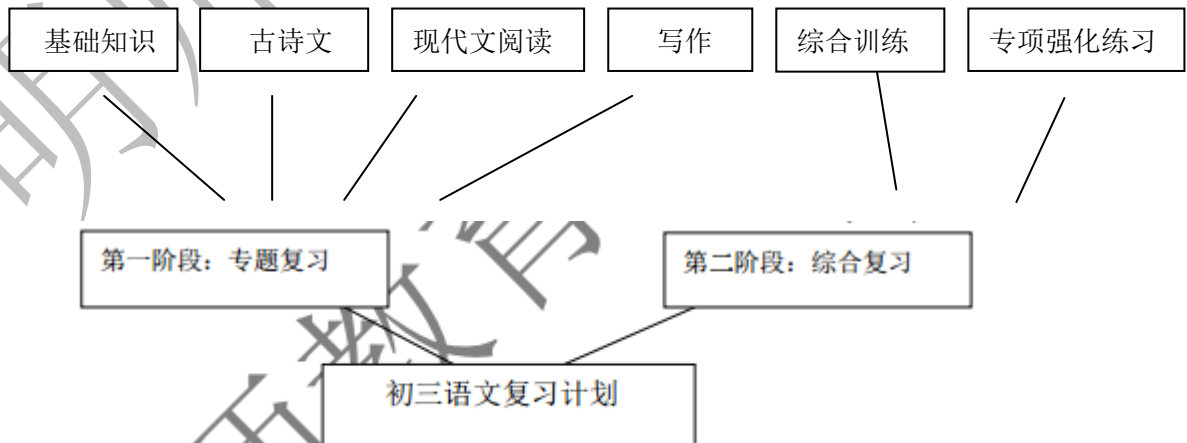 基础知识
古诗文
现代文阅读
写作
综合训练
专项强化练习
第一阶段：专题复习
第二阶段：综合复习
初三语文复习计划